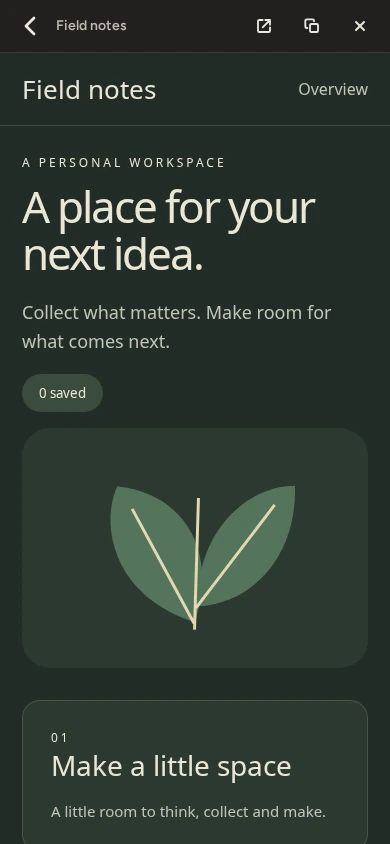 Field notes
Field notes
Overview
A PERSONAL WORKSPACE
A place for your
next idea.
Collect what matters. Make room for
what comes next.
0 saved
01
Make a little space
A little room to think, collect and make.